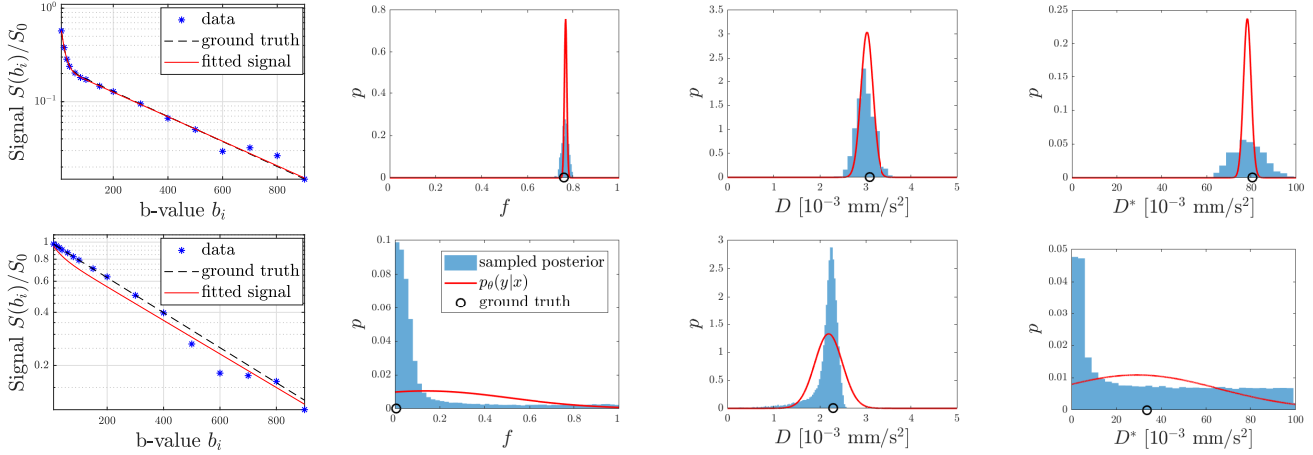 Signal S(b_i)/S_0
10^0
10^{-1}
200 400 600 800
b-value b_i
data
ground truth
fitted signal
p
0.8
0.6
0.4
0.2
0
0 0.2 0.4 0.6 0.8 1
f
p
3.5
3
2.5
2
1.5
1
0.5
0
0 1 2 3 4 5
D [10^{-3} mm/s^2]
p
0.25
0.20
0.15
0.10
0.05
0
0 20 40 60 80 100
D* [10^{-3} mm/s^2]
Signal S(b_i)/S_0
1
0.8
0.6
0.4
0.2
200 400 600 800
b-value b_i
data
ground truth
fitted signal
p
0.1
0.08
0.06
0.04
0.02
0
0 0.2 0.4 0.6 0.8 1
f
sampled posterior
p_θ(y|x)
ground truth
p
3
2.5
2
1.5
1
0.5
0
0 1 2 3 4 5
D [10^{-3} mm/s^2]
p
0.05
0.04
0.03
0.02
0.01
0
0 20 40 60 80 100
D* [10^{-3} mm/s^2]